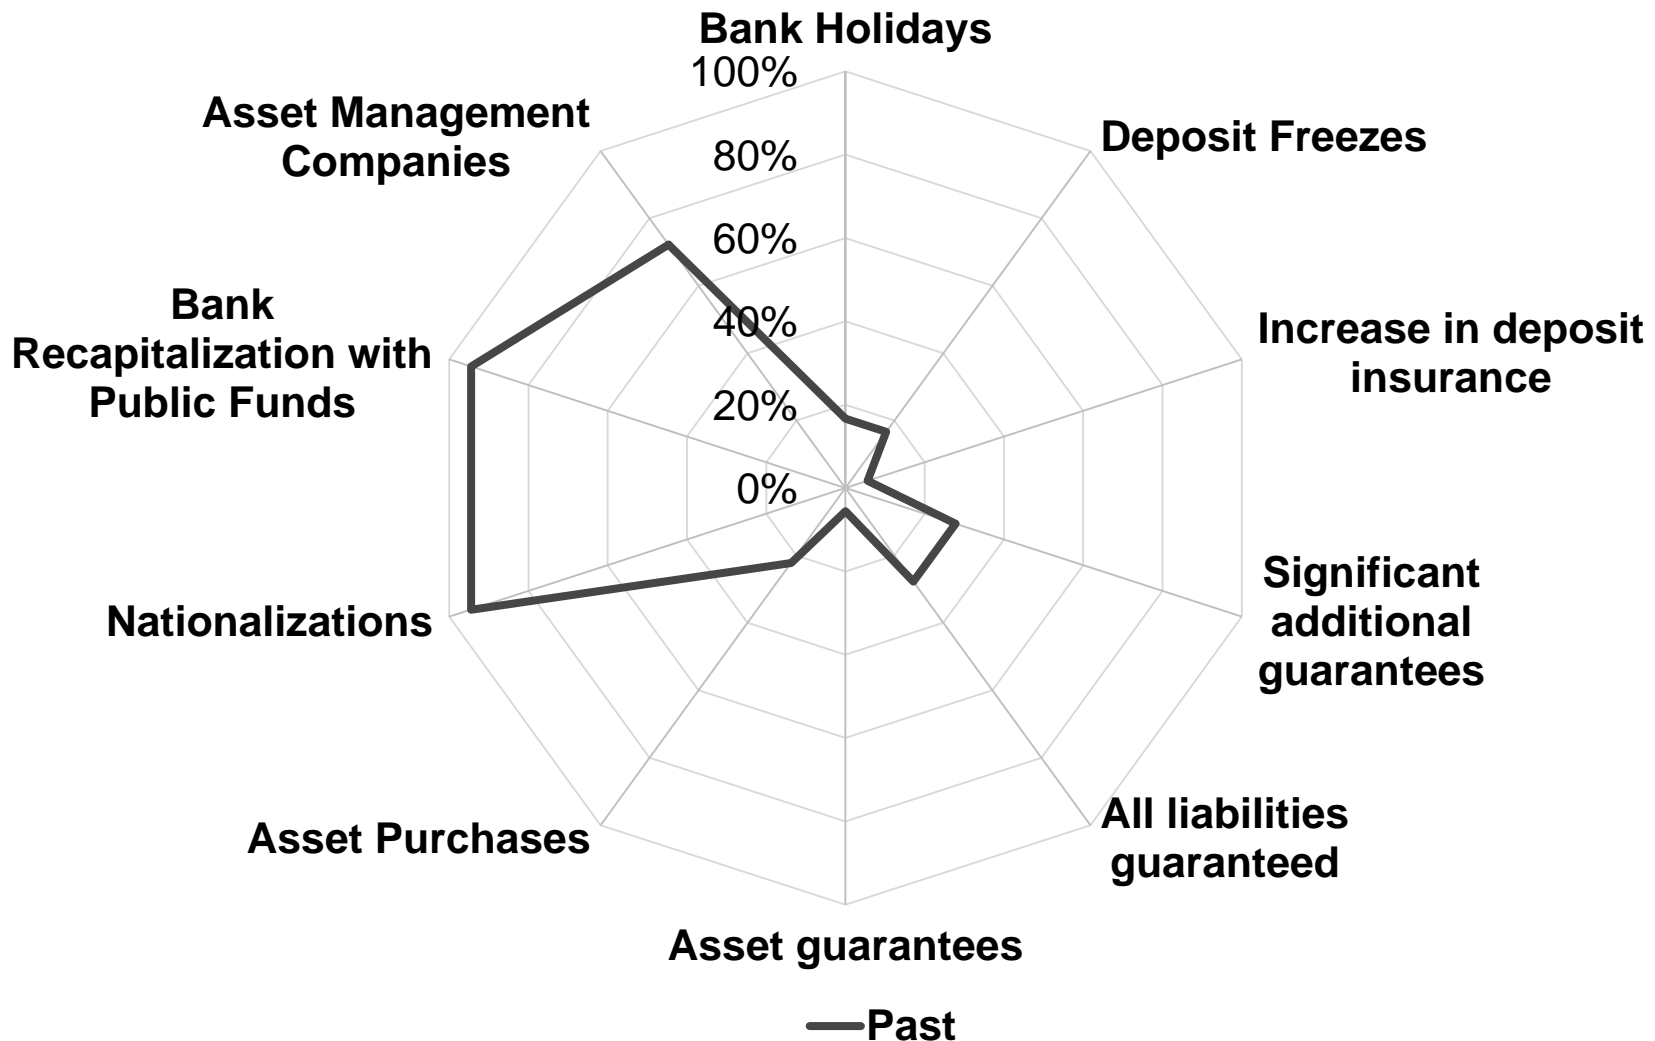 Bank Holidays
100%
80%
60%
40%
20%
0%
Deposit Freezes
Increase in deposit
insurance
Significant
additional
guarantees
All liabilities
guaranteed
Asset guarantees
Asset Purchases
Nationalizations
Bank
Recapitalization with
Public Funds
Asset Management
Companies
Past